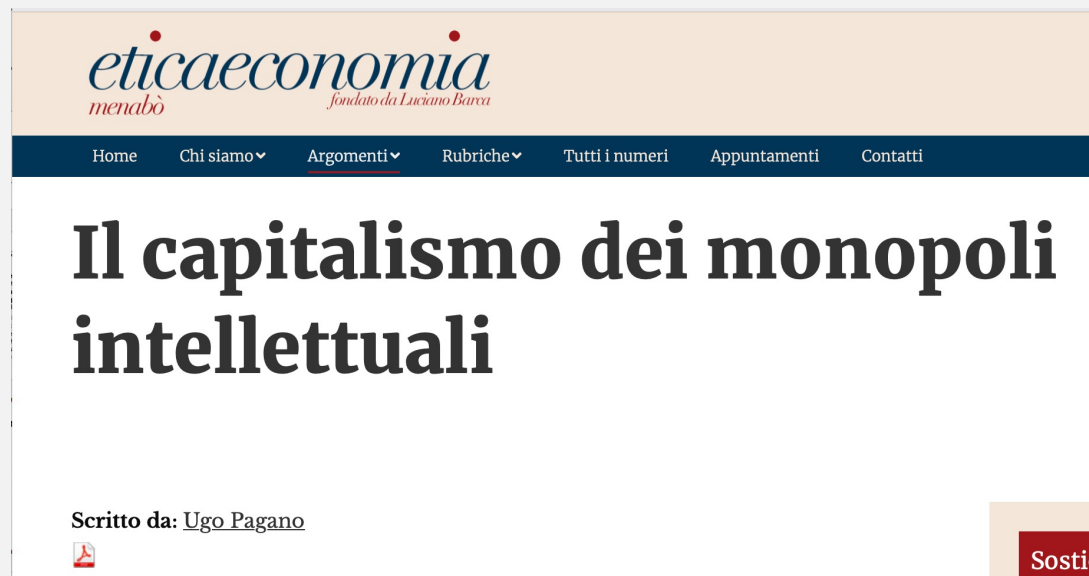 eticaeconomia
menabò
fondato da Luciano Barca
Home Chi siamo Argomenti Rubriche Tutti i numeri Appuntamenti Contatti
Il capitalismo dei monopoli
intellettuali
Scritto da: Ugo Pagano